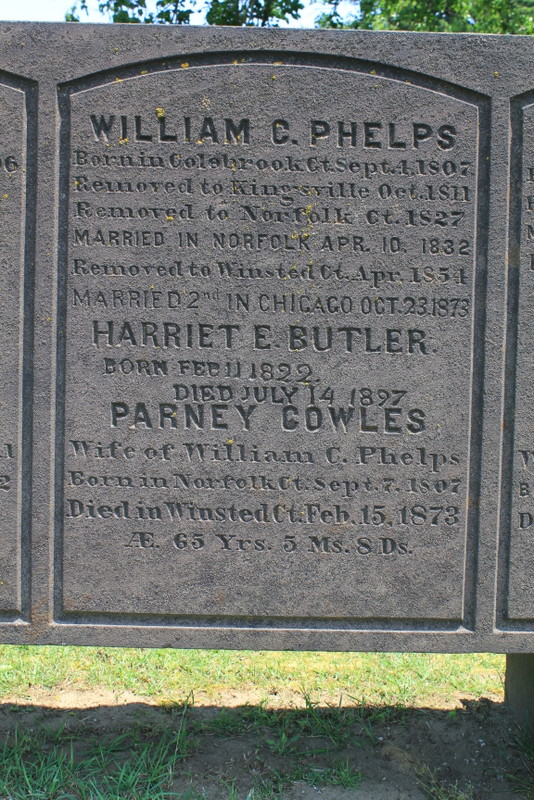 WILLIAM C. PHELPS
Born in Colebrook Ct. Sept. 4, 1807
Removed to Kingsville Oct. 1811
Removed to Norfolk Ct. 1827
MARRIED IN NORFOLK APR. 10. 1832
Removed to Winsted Ct. Apr. 1854
MARRIED 2nd IN CHICAGO OCT. 23. 1873
HARRIET E. BUTLER.
BORN FEB 11 1822.
DIED JULY 14 1897
PARNEY COWLES
Wife of William C. Phelps
Born in Norfolk Ct. Sept. 7. 1807
Died in Winsted Ct. Feb. 15, 1873
Æ. 65 Yrs. 5 Ms. 8 Ds.